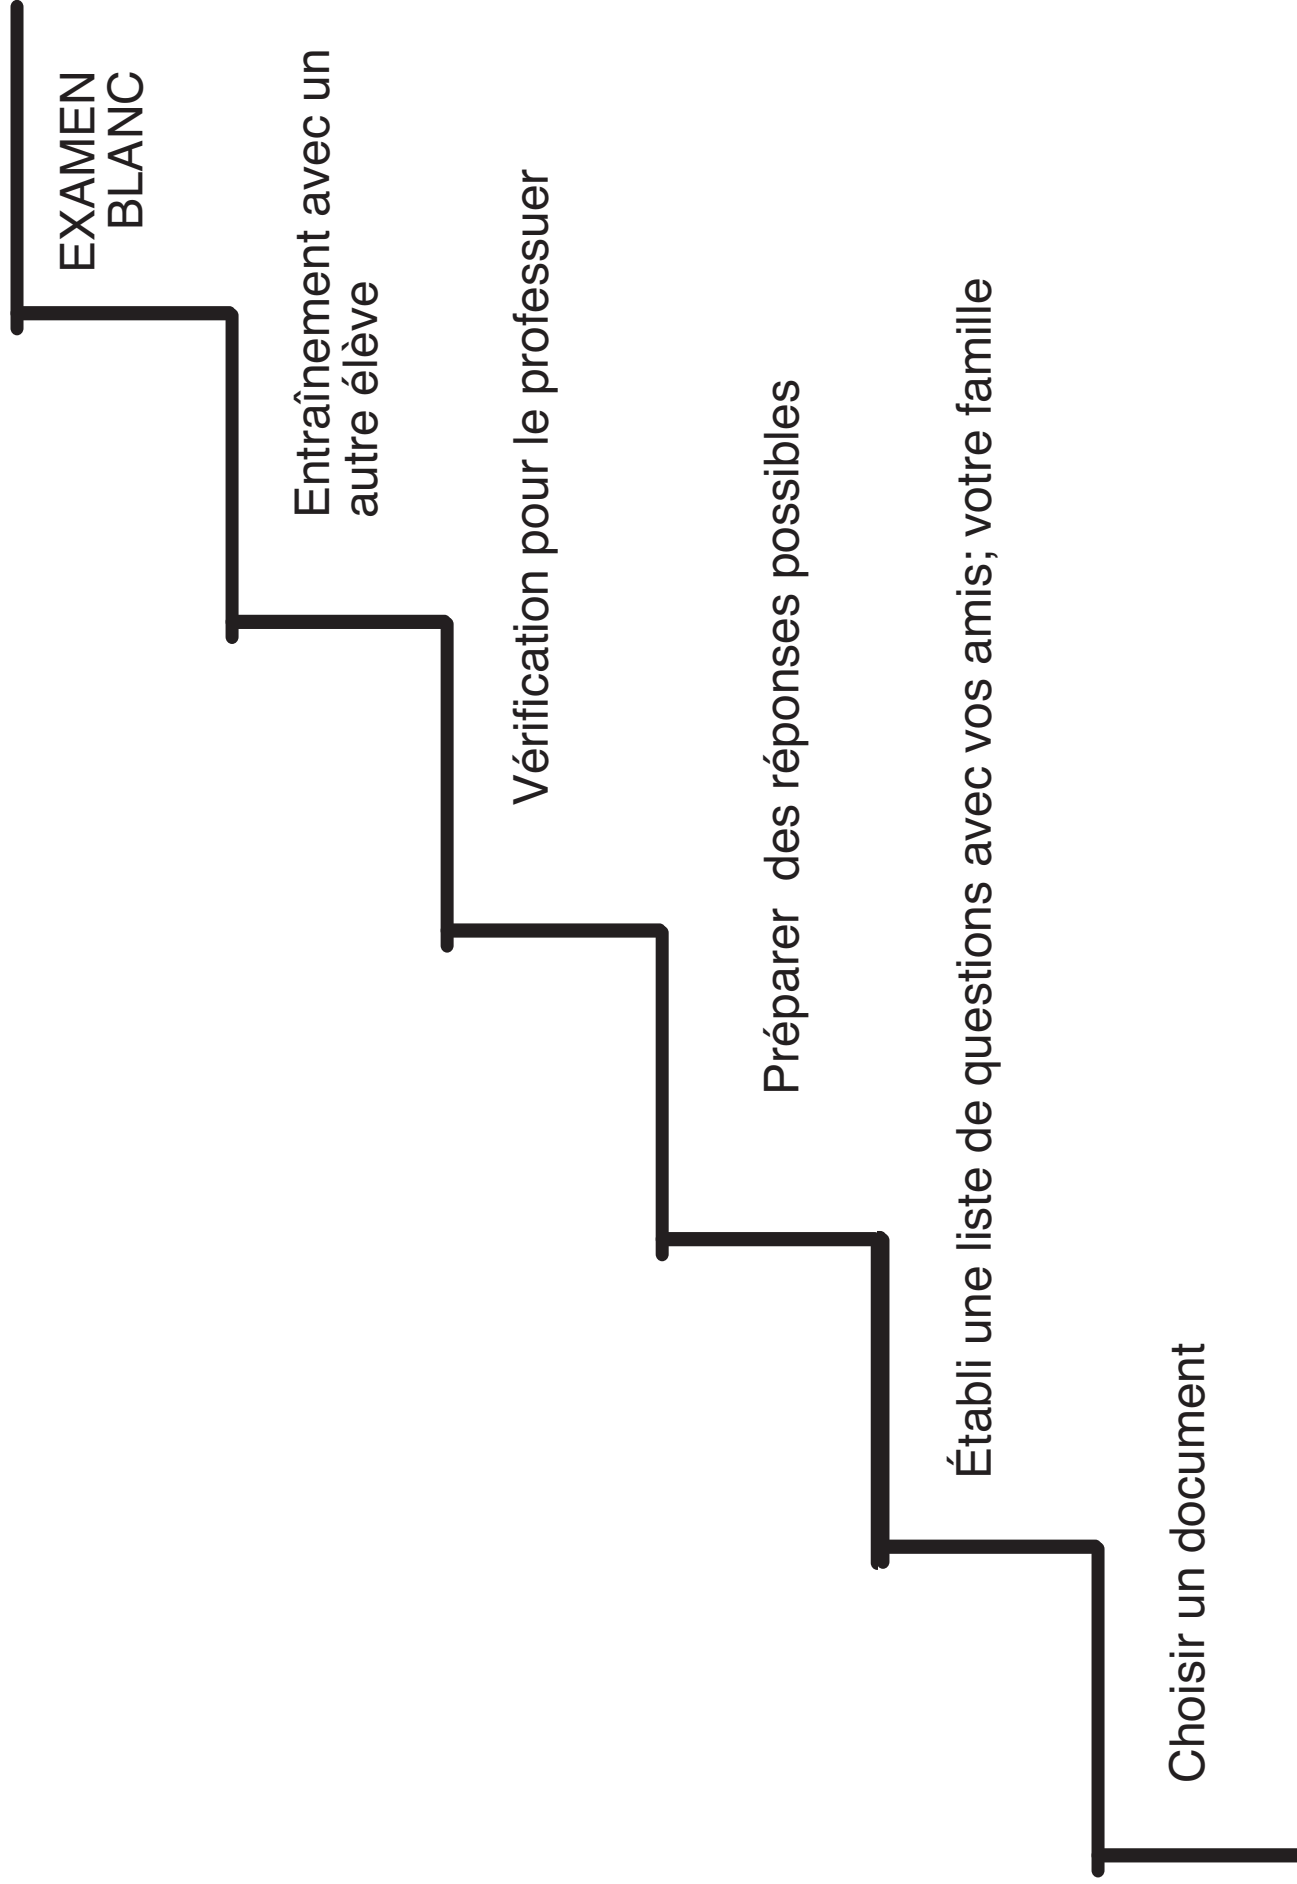 EXAMEN
BLANC
Entraînement avec un
autre élève
Vérification pour le professuer
Préparer  des réponses possibles
Établi une liste de questions avec vos amis; votre famille
Choisir un document